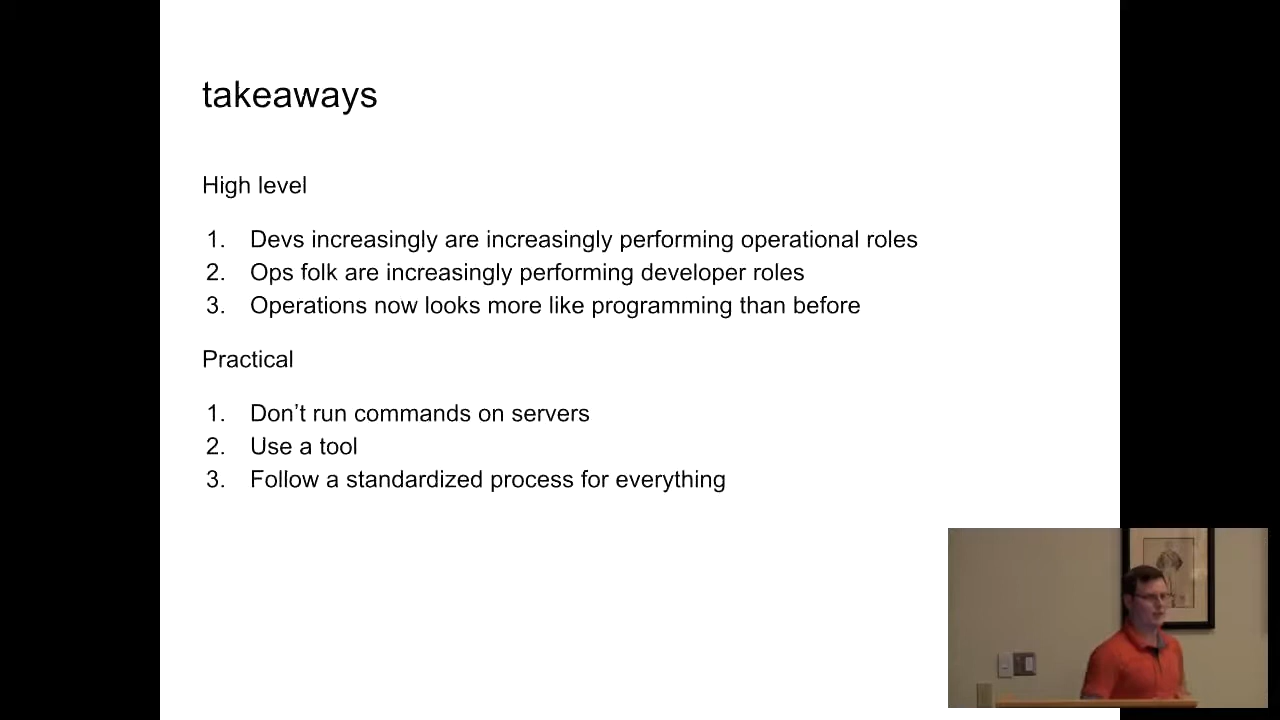 takeaways
High level
1. Devs increasingly are increasingly performing operational roles
2. Ops folk are increasingly performing developer roles
3. Operations now looks more like programming than before
Practical
1. Don’t run commands on servers
2. Use a tool
3. Follow a standardized process for everything